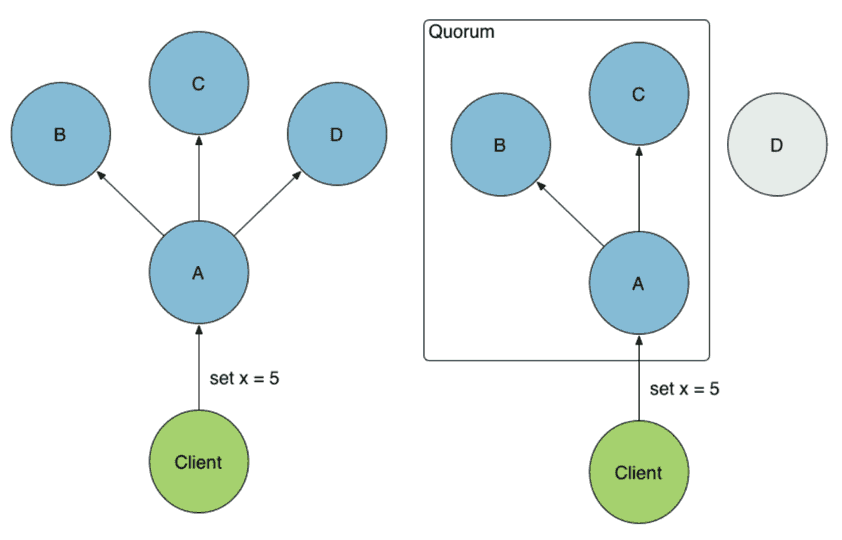 C
B
D
A
set x = 5
Client
Quorum
C
B
D
A
set x = 5
Client